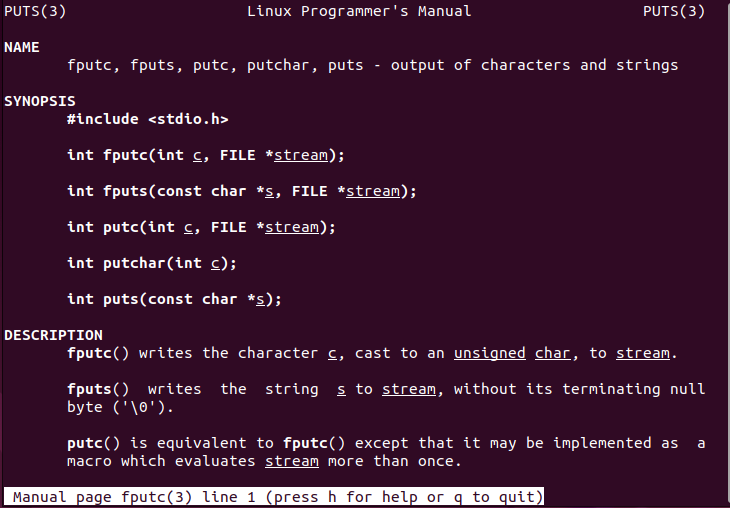 PUTS(3) Linux Programmer's Manual PUTS(3)
NAME
fputc, fputs, putc, putchar, puts - output of characters and strings
SYNOPSIS
#include <stdio.h>
int fputc(int c, FILE *stream);
int fputs(const char *s, FILE *stream);
int putc(int c, FILE *stream);
int putchar(int c);
int puts(const char *s);
DESCRIPTION
fputc() writes the character c, cast to an unsigned char, to stream.
fputs() writes the string s to stream, without its terminating null
byte ('\0').
putc() is equivalent to fputc() except that it may be implemented as a
macro which evaluates stream more than once.
Manual page fputc(3) line 1 (press h for help or q to quit)